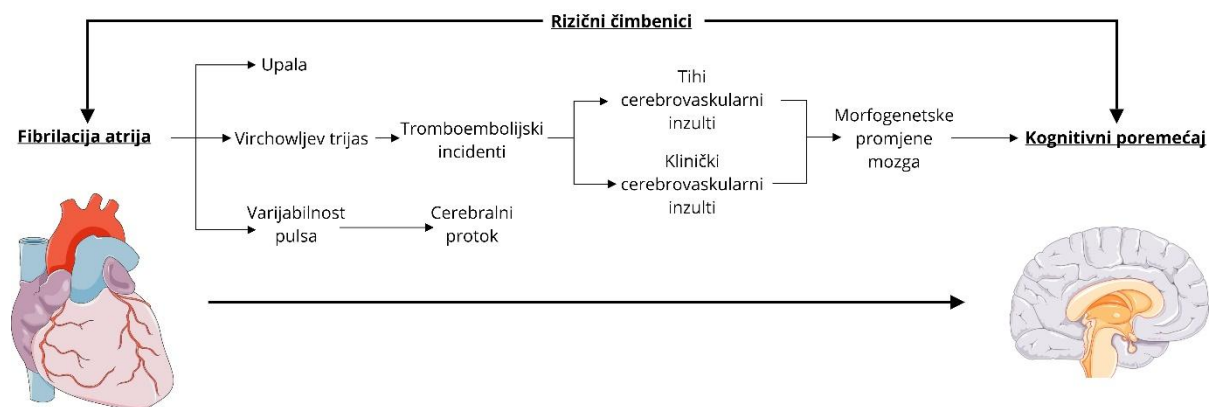 Rizični čimbenici
Upala
Fibrilacija atrija
Virchowljev trijas
Tromboembolijski
incidenti
Tihi
cerebrovaskularni
inzulti
Klinički
cerebrovaskularni
inzulti
Morfogenetske
promjene
mozga
Kognitivni poremećaj
Varijabilnost
pulsa
Cerebralni
protok